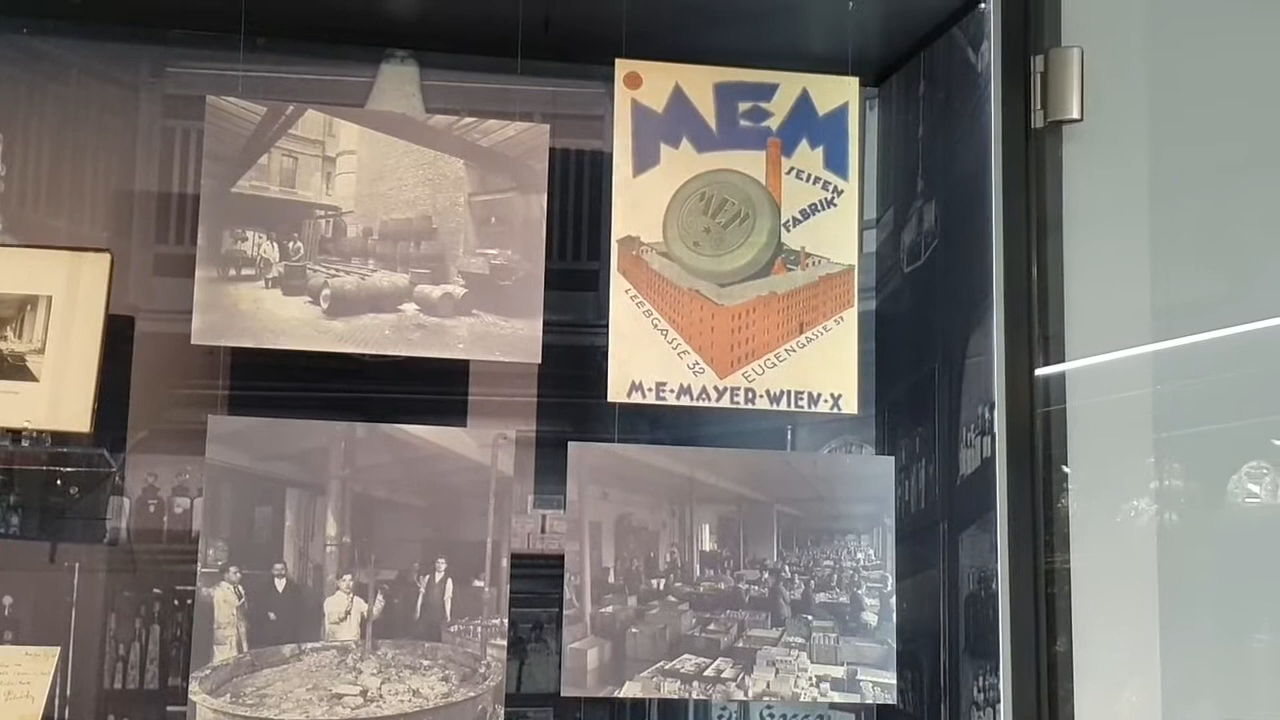 MEM
SEIFEN
FABRIK
MEM
LEEBGASSE 32
EUGENGASSE 57
M·E·MAYER·WIEN·X